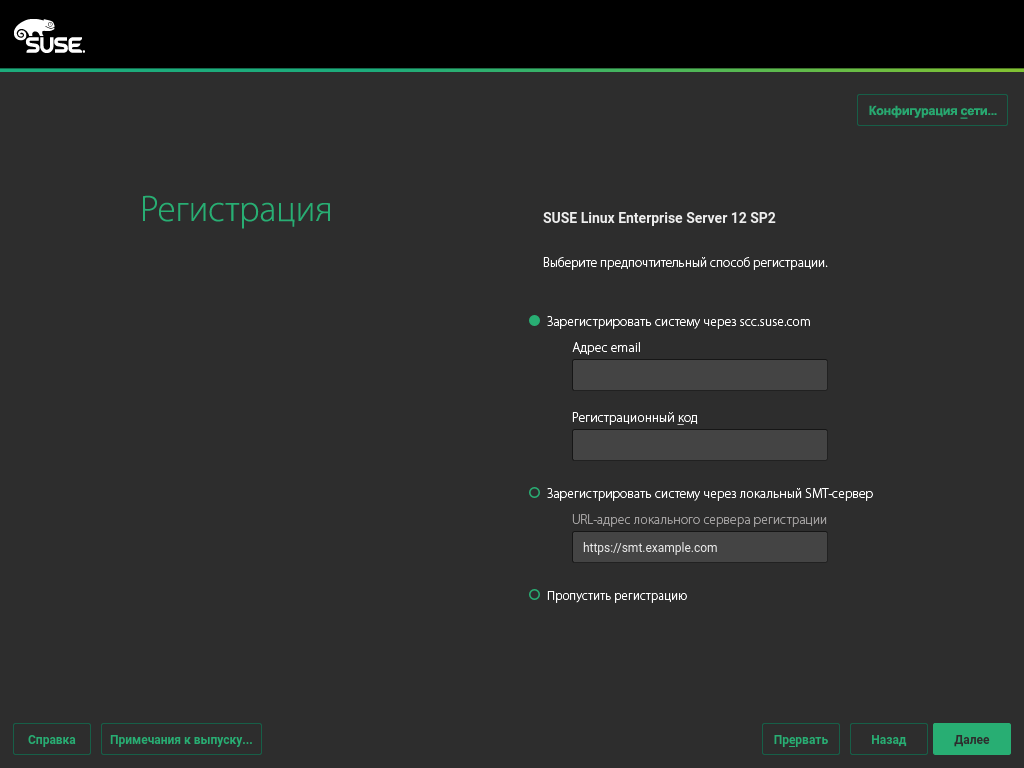 SUSE.
Конфигурация сети...
Регистрация
SUSE Linux Enterprise Server 12 SP2
Выберите предпочтительный способ регистрации.
Зарегистрировать систему через scc.suse.com
Адрес email
Регистрационный код
Зарегистрировать систему через локальный SMT-сервер
URL-адрес локального сервера регистрации
https://smt.example.com
Пропустить регистрацию
Справка Примечания к выпуску... Прервать Назад Далее